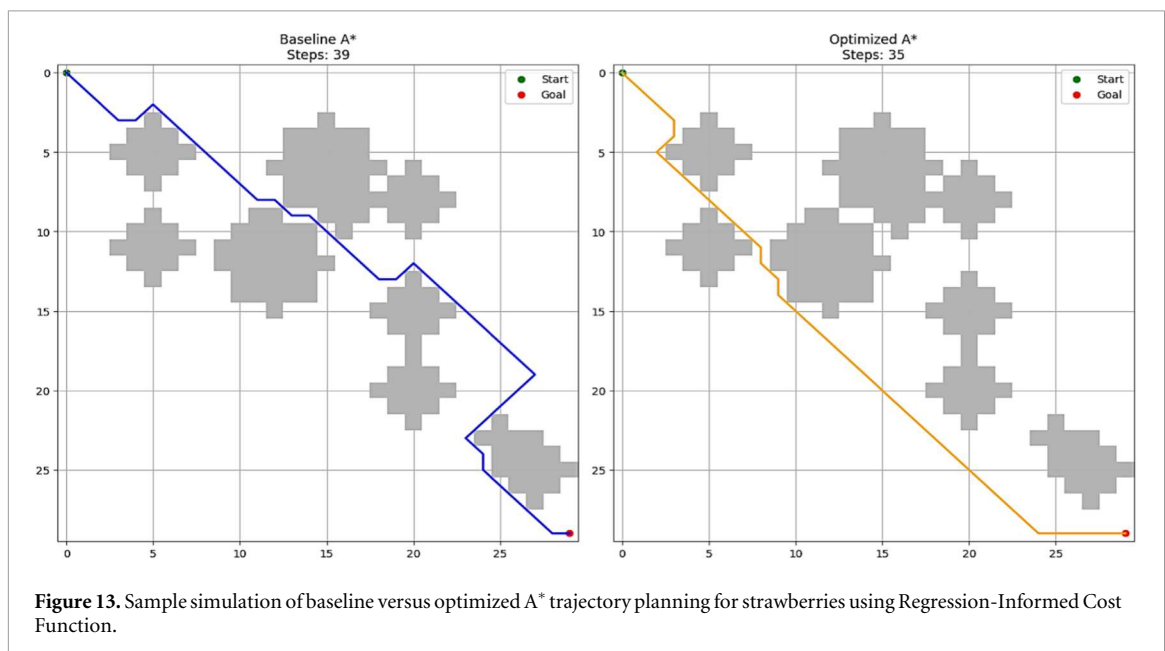 Baseline A*
Steps: 39
Start
Goal
0
5
10
15
20
25
0
5
10
15
20
25
Optimized A*
Steps: 35
Start
Goal
0
5
10
15
20
25
0
5
10
15
20
25
Figure 13. Sample simulation of baseline versus optimized A* trajectory planning for strawberries using Regression-Informed Cost
Function.